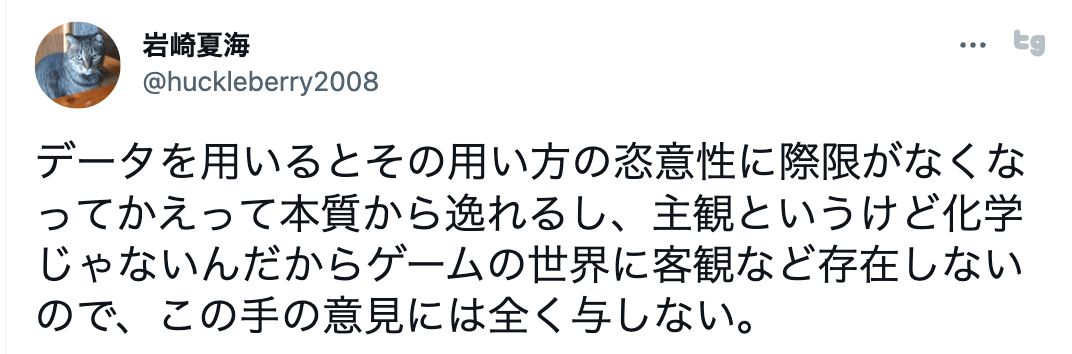 岩崎夏海
@huckleberry2008
tg
データを用いるとその用い方の恣意性に際限がなくな
ってかえって本質から逸れるし、主観というけど化学
じゃないんだからゲームの世界に客観など存在しない
ので、この手の意見には全く与しない。